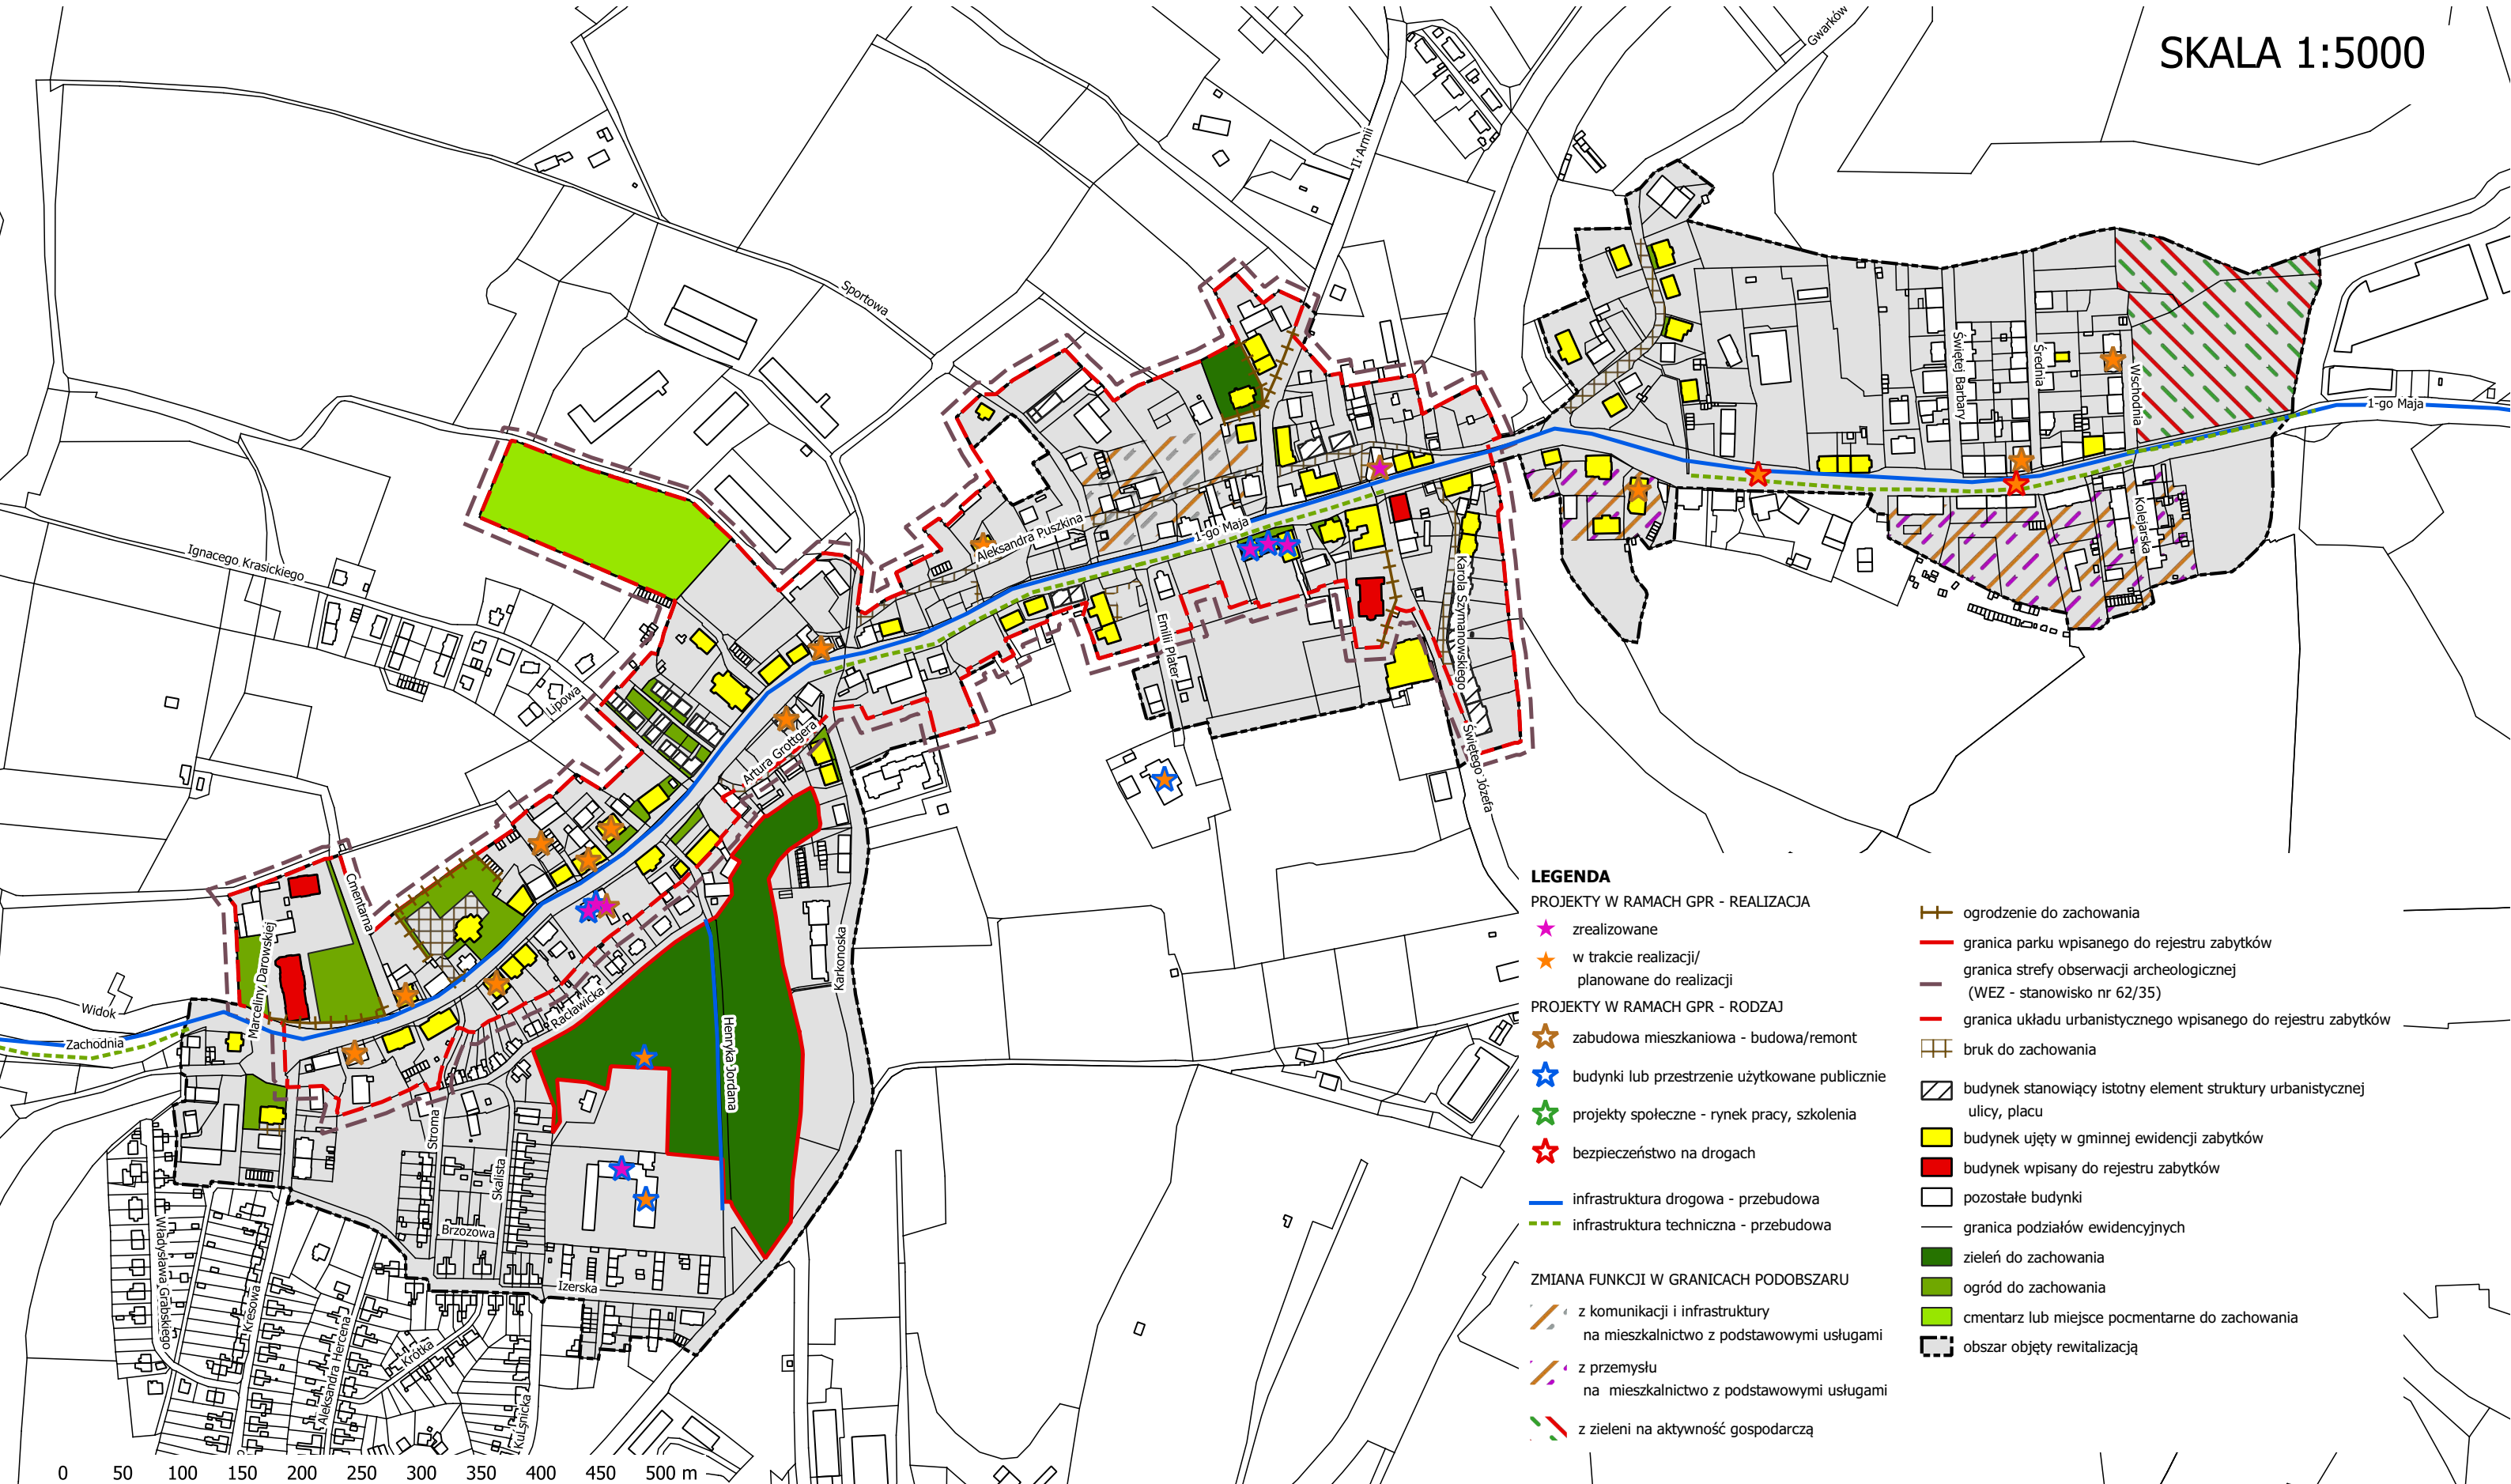 SKALA 1:5000
Gwarków
II Armii
Sportowa
Świętej Barbary
Średnia
Wschodnia
1-go Maja
Aleksandra Puszkina
1-go Maja
Kolejarska
Ignacego Krasickiego
Karola Szymanowskiego
Emilii Plater
Lipowa
Artura Grottgera
Świętego Józefa
Cmentarna
Marceliny Darowskiej
Karkonoska
Widok
Racławicka
Zachodnia
Henryka Jordana
Stroma
Skalista
Brzozowa
Izerska
Władysława Grabskiego
Kresowa
Aleksandra Hercena
Krótka
Kuśnicka
0 50 100 150 200 250 300 350 400 450 500 m
LEGENDA
PROJEKTY W RAMACH GPR - REALIZACJA
zrealizowane
w trakcie realizacji/
planowane do realizacji
PROJEKTY W RAMACH GPR - RODZAJ
zabudowa mieszkaniowa - budowa/remont
budynki lub przestrzenie użytkowane publicznie
projekty społeczne - rynek pracy, szkolenia
bezpieczeństwo na drogach
infrastruktura drogowa - przebudowa
infrastruktura techniczna - przebudowa
ZMIANA FUNKCJI W GRANICACH PODOBSZARU
z komunikacji i infrastruktury
na mieszkalnictwo z podstawowymi usługami
z przemysłu
na mieszkalnictwo z podstawowymi usługami
z zieleni na aktywność gospodarczą
ogrodzenie do zachowania
granica parku wpisanego do rejestru zabytków
granica strefy obserwacji archeologicznej
(WEZ - stanowisko nr 62/35)
granica układu urbanistycznego wpisanego do rejestru zabytków
bruk do zachowania
budynek stanowiący istotny element struktury urbanistycznej
ulicy, placu
budynek ujęty w gminnej ewidencji zabytków
budynek wpisany do rejestru zabytków
pozostałe budynki
granica podziałów ewidencyjnych
zieleń do zachowania
ogród do zachowania
cmentarz lub miejsce pocmentarne do zachowania
obszar objęty rewitalizacją